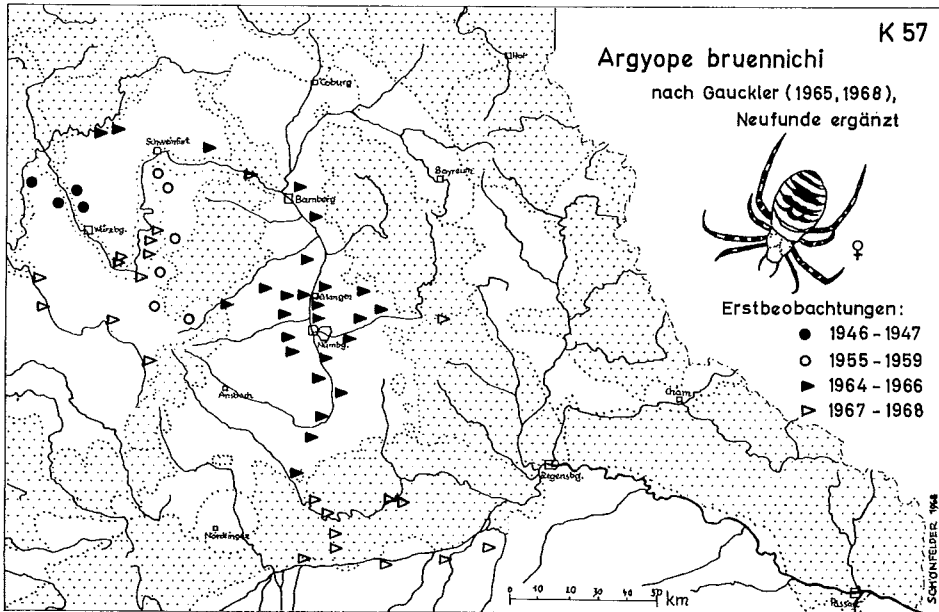 K 57
Argyope bruennichi
nach Gauckler (1965, 1968),
Neufunde ergänzt
♀
Erstbeobachtungen:
1946 – 1947
1955 – 1959
1964 – 1966
1967 – 1968
Hof
Coburg
Schweinfurt
Bayreuth
Bamberg
Würzbg.
Erlangen
Nürnbg.
Ansbach
Cham
Regensbg.
Nördlingen
Passau
0 10 20 30 40 50 km
SCHÖNFELDER 1968